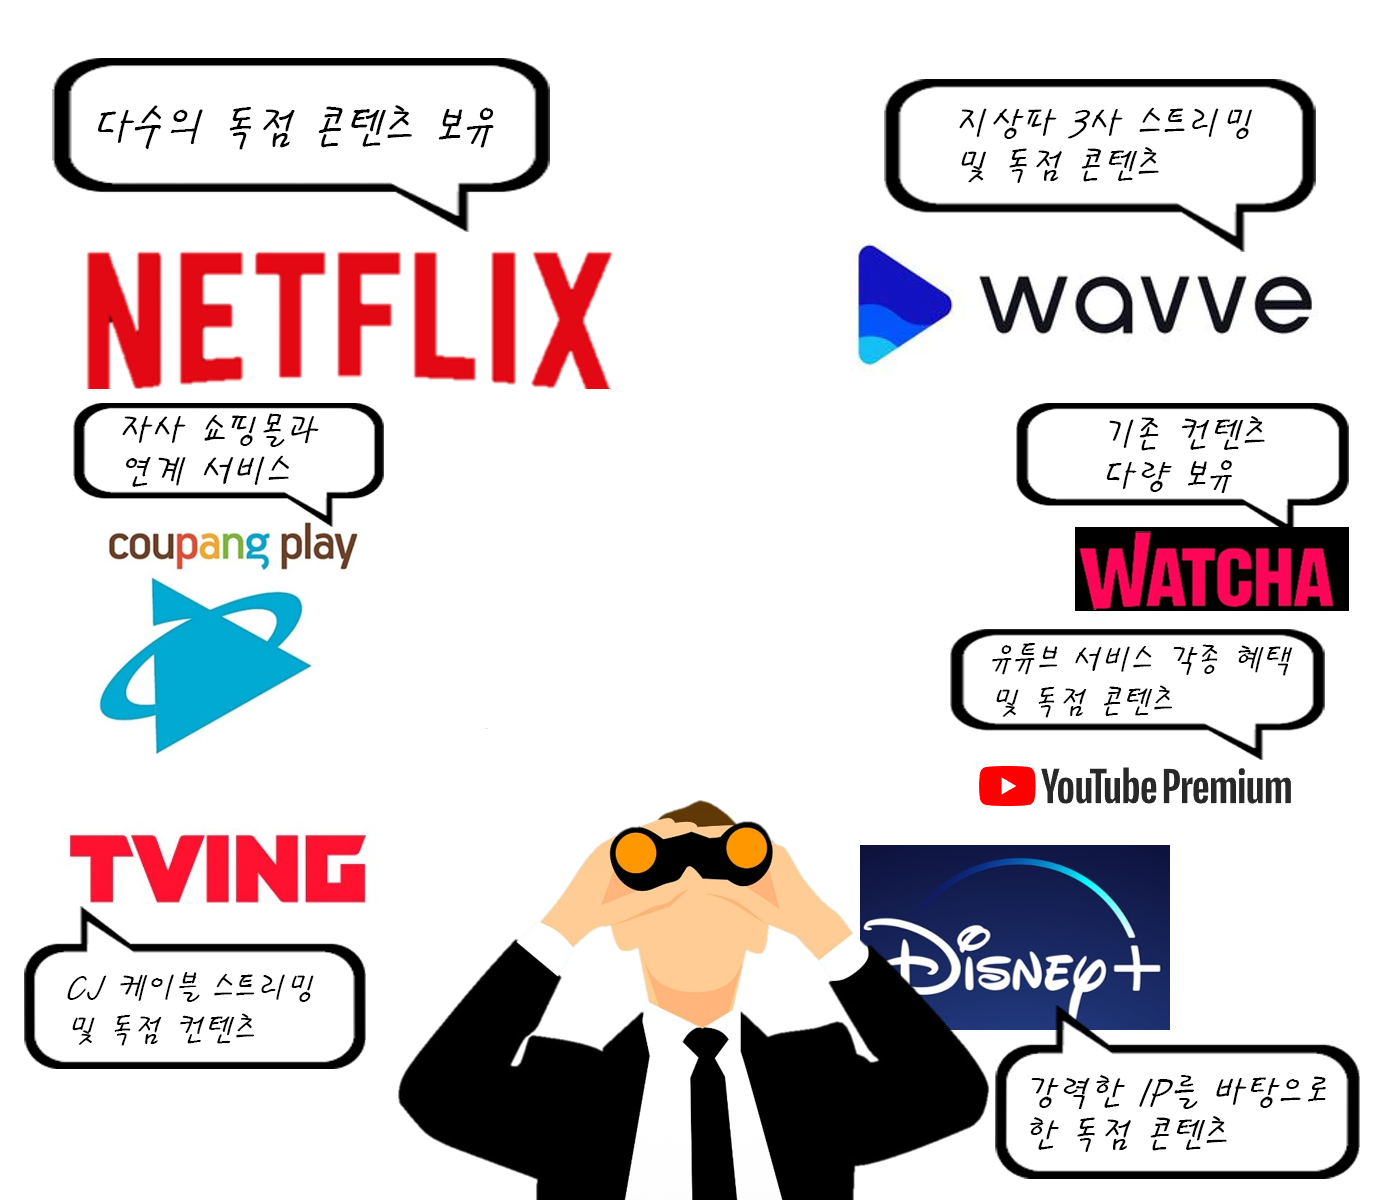 다수의 독점 콘텐츠 보유
NETFLIX
지상파 3사 스트리밍
및 독점 콘텐츠
wavve
자사 쇼핑몰과
연계 서비스
coupang play
기존 컨텐츠
다량 보유
WATCHA
유튜브 서비스 각종 혜택
및 독점 콘텐츠
YouTube Premium
TVING
CJ 케이블 스트리밍
및 독점 컨텐츠
DISNEY+
강력한 IP를 바탕으로
한 독점 콘텐츠